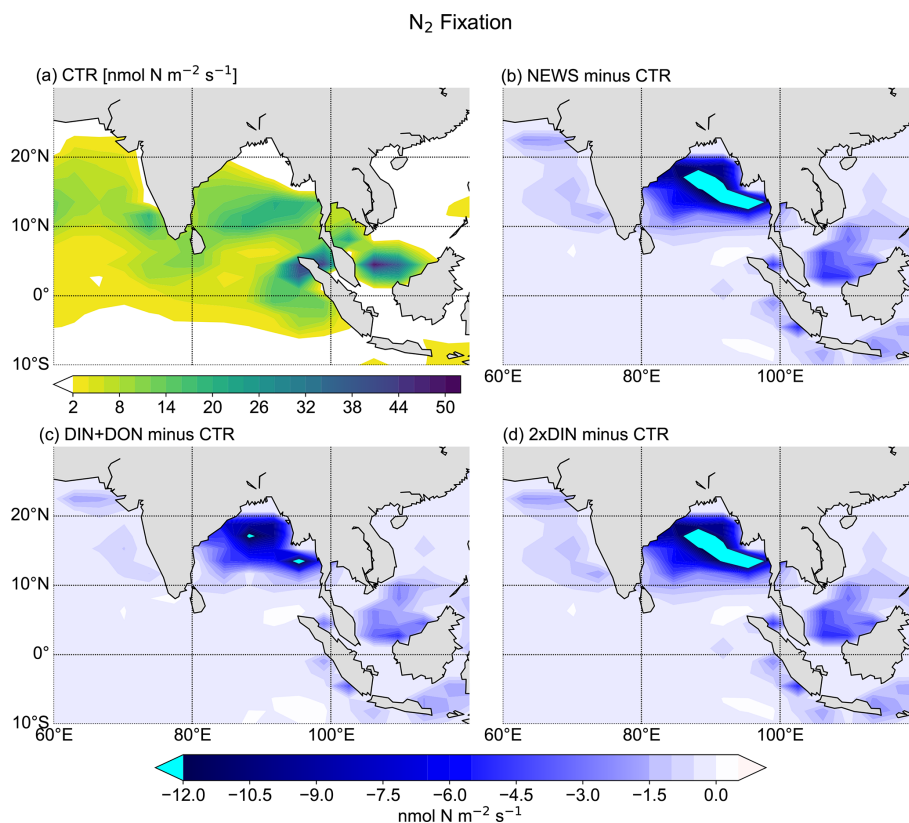 N₂ Fixation
(a) CTR [nmol N m⁻² s⁻¹]
(b) NEWS minus CTR
20°N
10°N
0°
10°S
60°E
80°E
100°E
2
8
14
20
26
32
38
44
50
(c) DIN+DON minus CTR
(d) 2xDIN minus CTR
20°N
10°N
0°
10°S
60°E
80°E
100°E
60°E
80°E
100°E
−12.0
−10.5
−9.0
−7.5
−6.0
−4.5
−3.0
−1.5
0.0
nmol N m⁻² s⁻¹